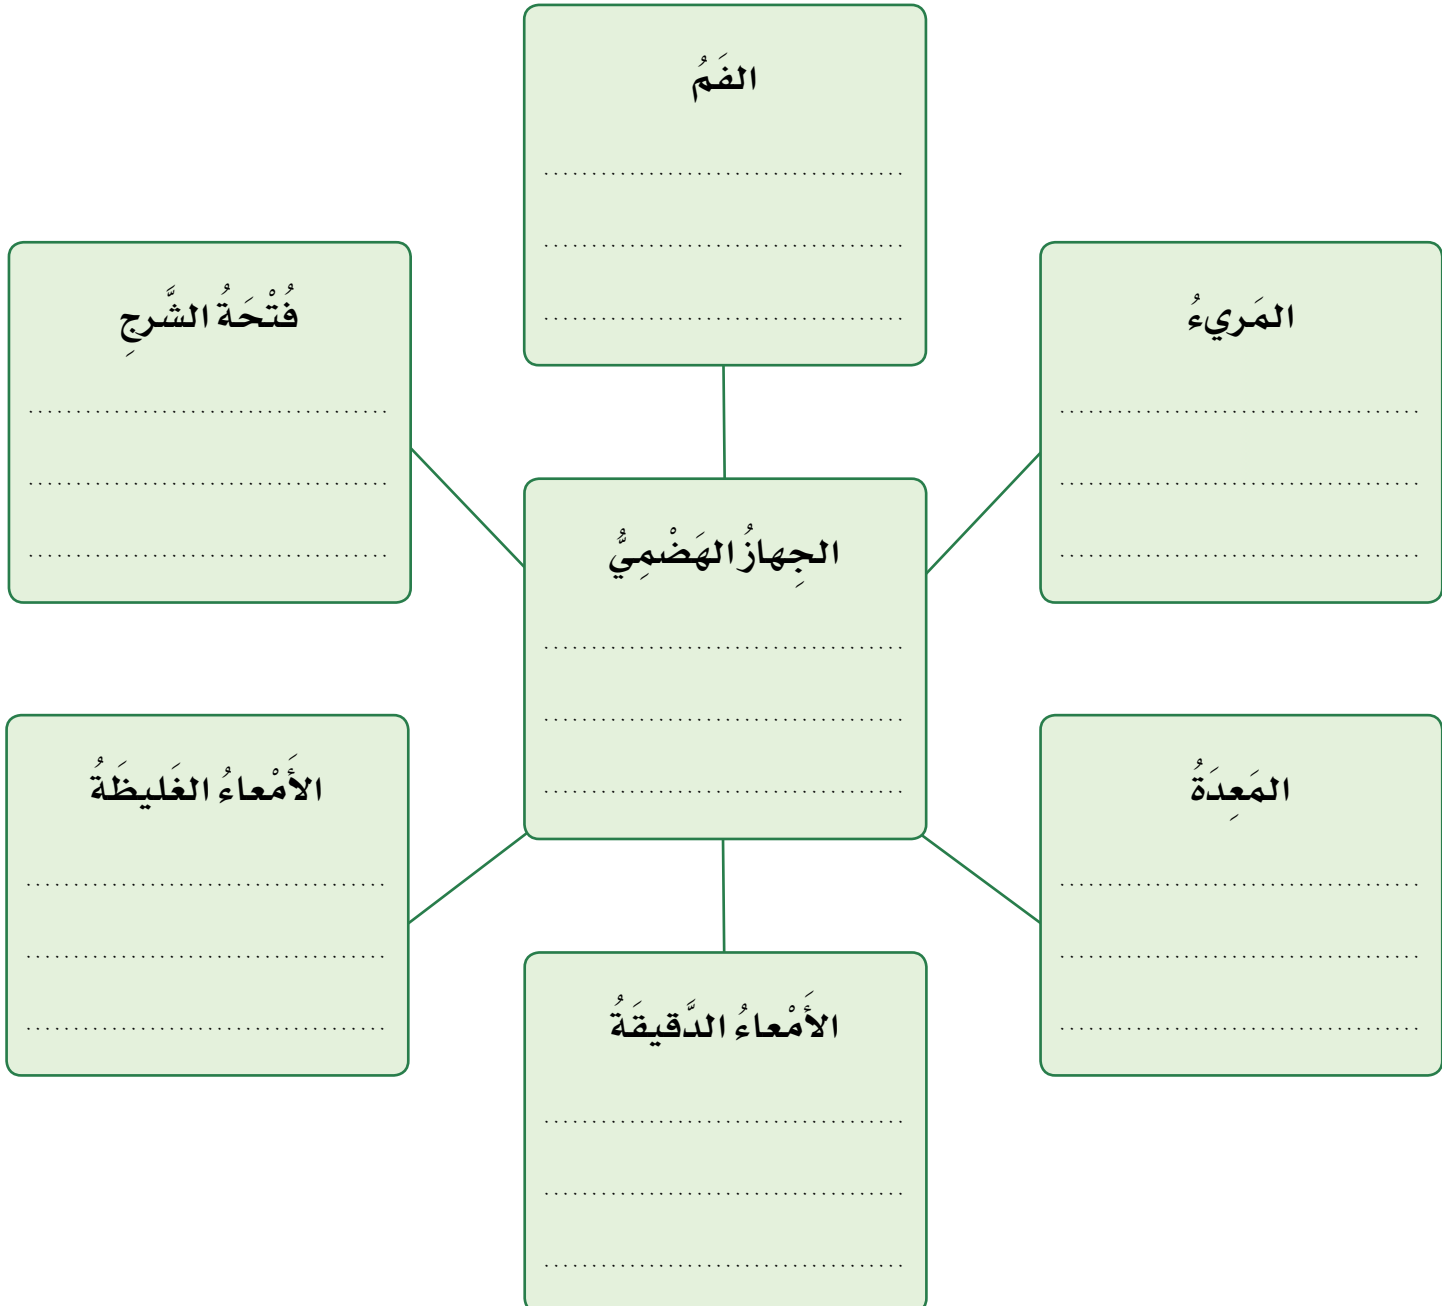 الفَمُ
المَريءُ
فُتْحَةُ الشَّرجِ
الجِهازُ الهَضْمِيُّ
المَعِدَةُ
الأَمْعاءُ الغَليظَةُ
الأَمْعاءُ الدَّقيقَةُ